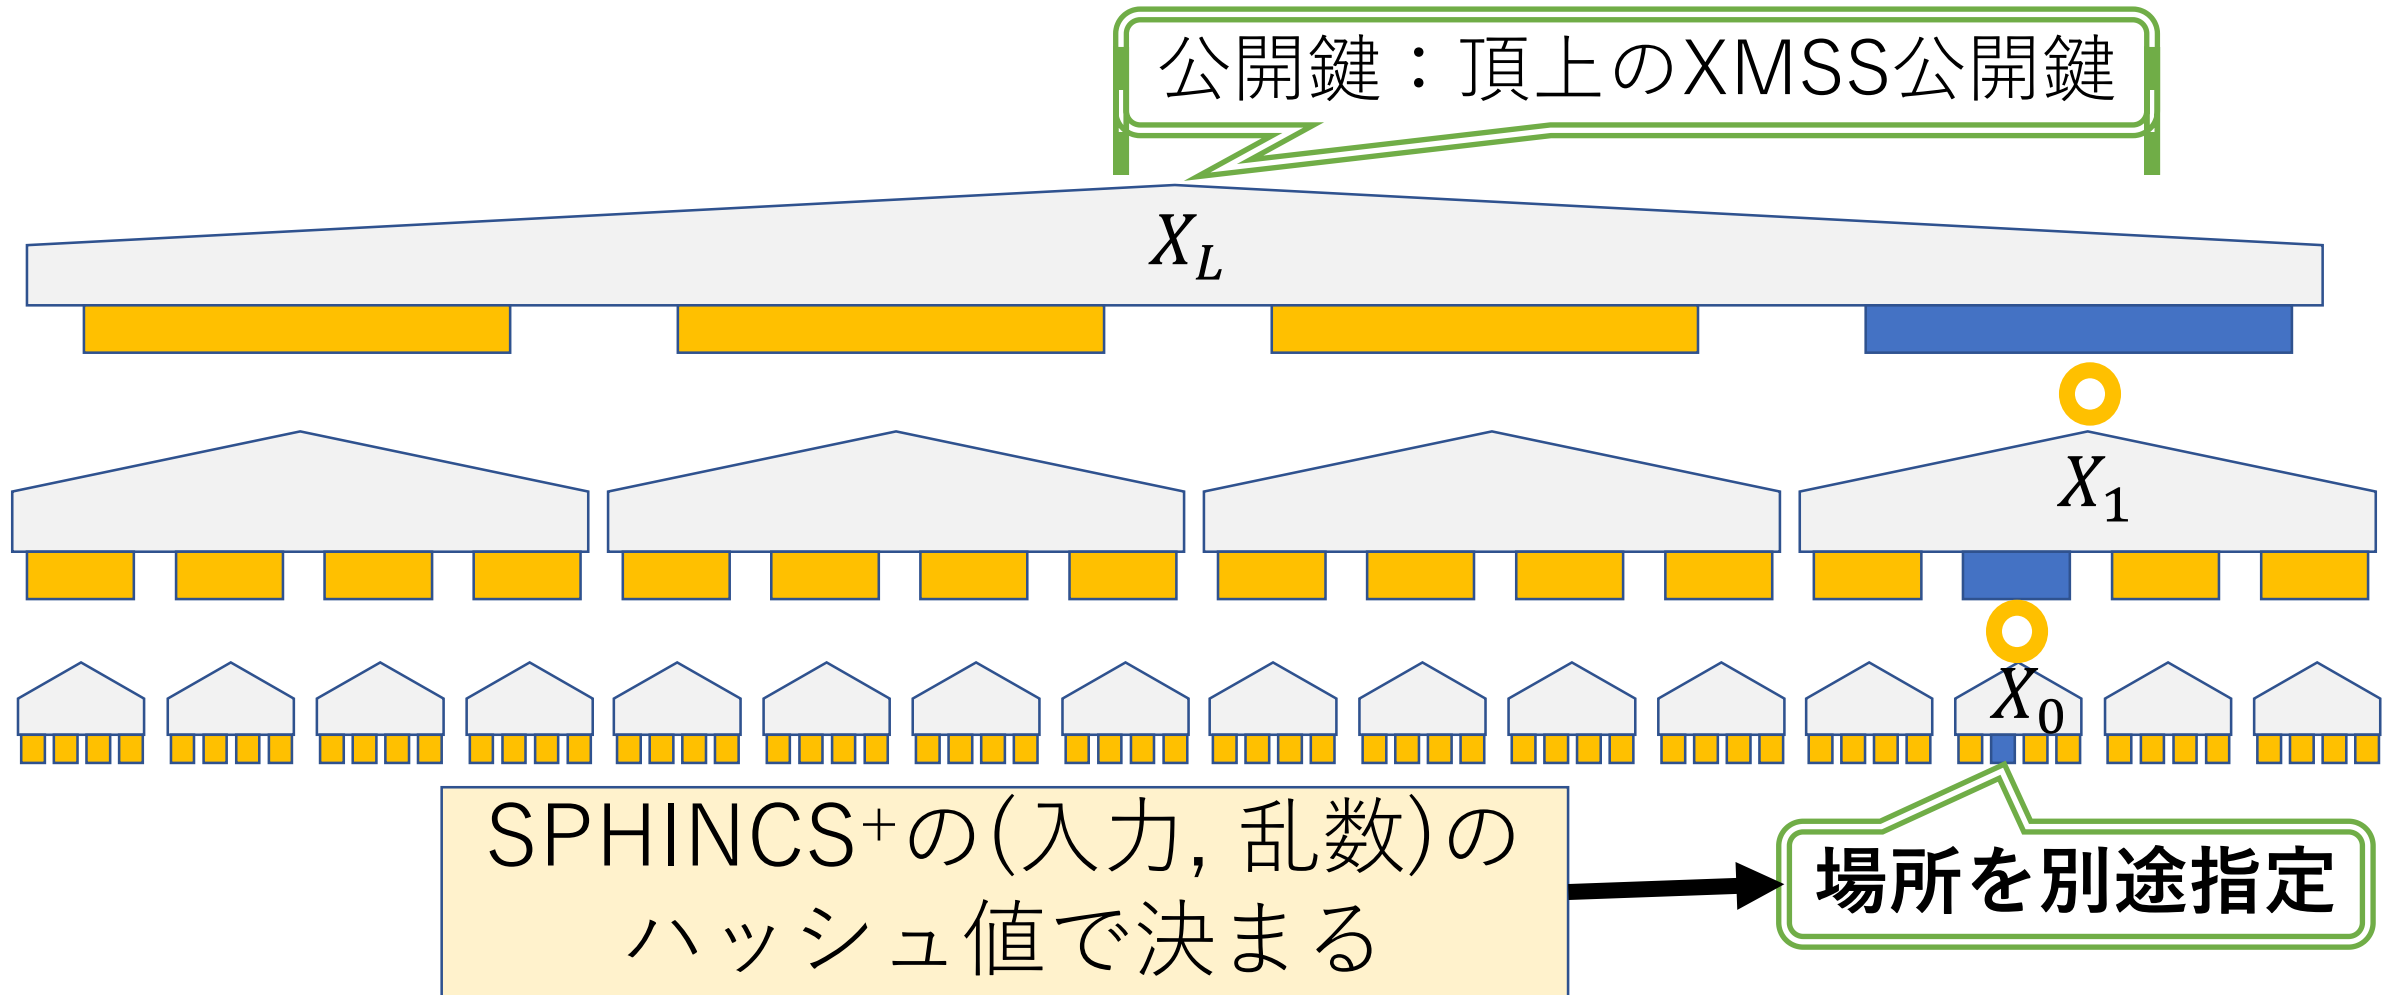 公開鍵：頂上のXMSS公開鍵
X_L
X_1
X_0
SPHINCS⁺の(入力, 乱数)の
ハッシュ値で決まる
場所を別途指定